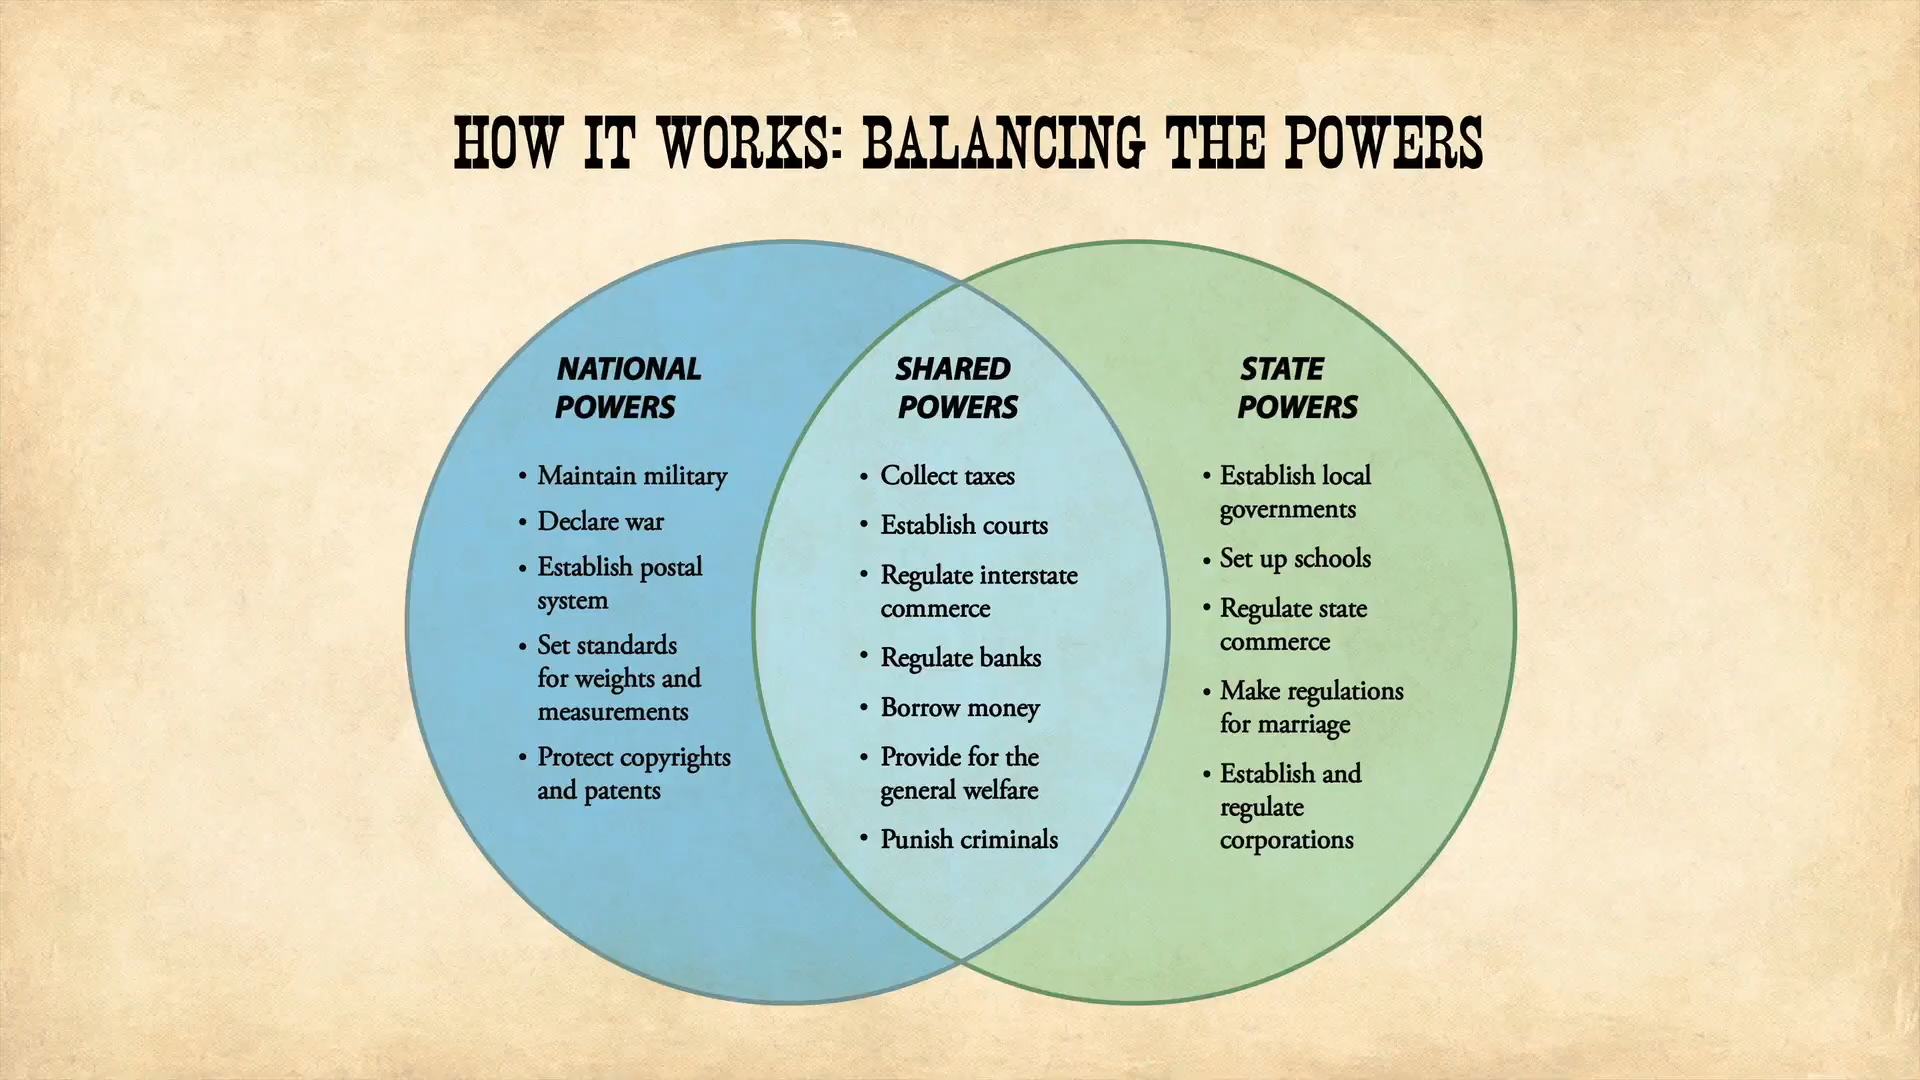 HOW IT WORKS: BALANCING THE POWERS
NATIONAL
POWERS
• Maintain military
• Declare war
• Establish postal
system
• Set standards
for weights and
measurements
• Protect copyrights
and patents
SHARED
POWERS
• Collect taxes
• Establish courts
• Regulate interstate
commerce
• Regulate banks
• Borrow money
• Provide for the
general welfare
• Punish criminals
STATE
POWERS
• Establish local
governments
• Set up schools
• Regulate state
commerce
• Make regulations
for marriage
• Establish and
regulate
corporations